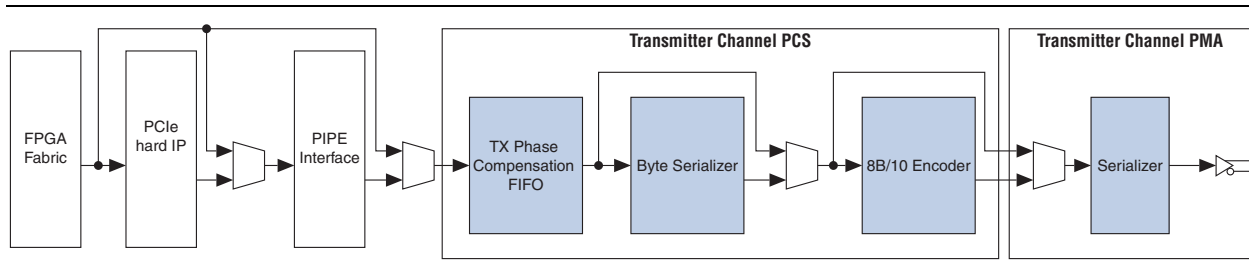 Transmitter Channel PCS
Transmitter Channel PMA
FPGA
Fabric
PCIe
hard IP
PIPE
Interface
TX Phase
Compensation
FIFO
Byte Serializer
8B/10 Encoder
Serializer